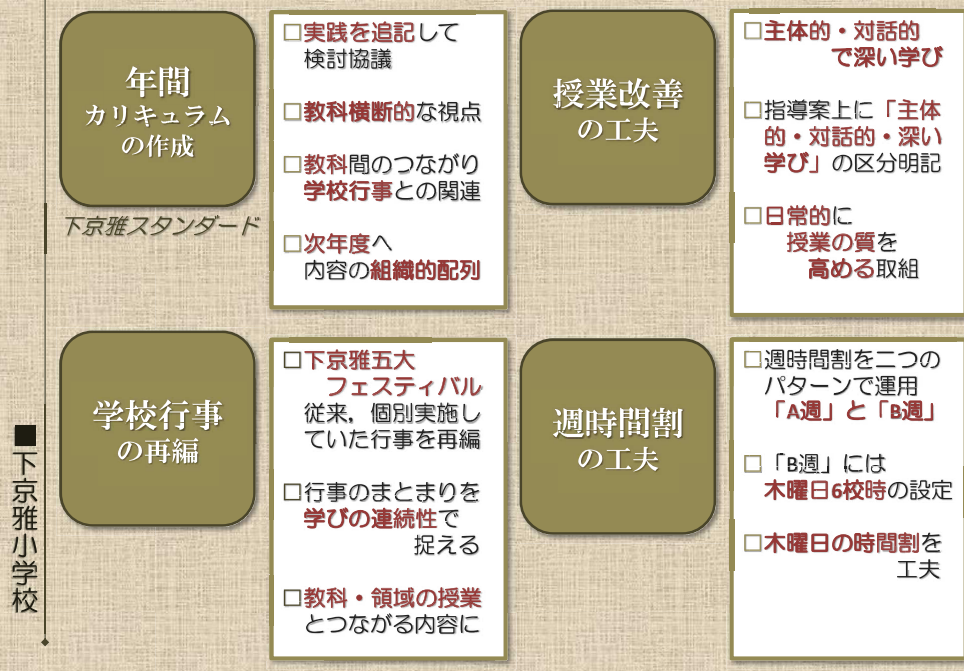 年間
カリキュラム
の作成
下京雅スタンダード
□実践を追記して
検討協議
□教科横断的な視点
□教科間のつながり
学校行事との関連
□次年度へ
内容の組織的配列
授業改善
の工夫
□主体的・対話的
で深い学び
□指導案上に「主体
的・対話的・深い
学び」の区分明記
□日常的に
授業の質を
高める取組
学校行事
の再編
□下京雅五大
フェスティバル
従来，個別実施し
ていた行事を再編
□行事のまとまりを
学びの連続性で
捉える
□教科・領域の授業
とつながる内容に
週時間割
の工夫
□週時間割を二つの
パターンで運用
「A週」と「B週」
□「B週」には
木曜日6校時の設定
□木曜日の時間割を
工夫
■下京雅小学校